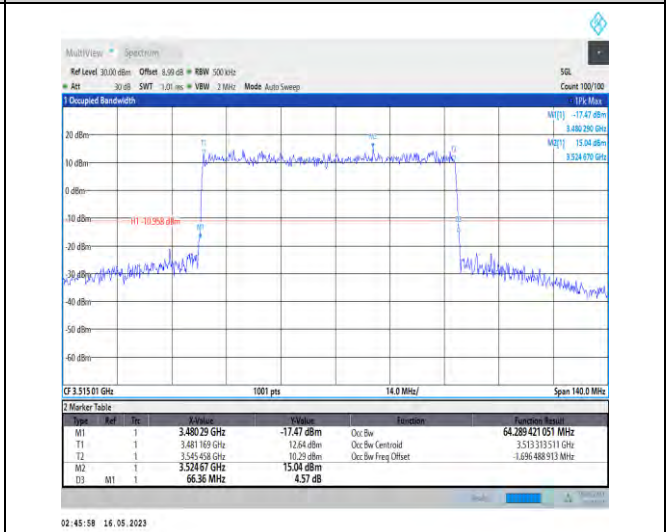 MultiView Spectrum
Ref Level 30.00 dBm Offset 8.99 dB RBW 500 kHz SGL
Att 30 dB SWT 1.01 ms VBW 2 MHz Mode Auto Sweep Count 100/100
1 Occupied Bandwidth 1Pk Max
M1[1] -17.47 dBm
3.480 290 GHz
M2[1] 15.04 dBm
3.524 670 GHz
20 dBm
M2
T1
T2
10 dBm
0 dBm
-10 dBm
H1 -10.958 dBm
M1
D3
-20 dBm
-30 dBm
-40 dBm
-50 dBm
-60 dBm
CF 3.515 01 GHz 1001 pts 14.0 MHz/ Span 140.0 MHz
2 Marker Table
Type Ref Trc X-Value Y-Value Function Function Result
M1 1 3.480 29 GHz -17.47 dBm Occ Bw 64.289 421 051 MHz
T1 1 3.481 169 GHz 12.64 dBm Occ Bw Centroid 3.513 313 511 GHz
T2 1 3.545 458 GHz 10.29 dBm Occ Bw Freq Offset -1.696 488 913 MHz
M2 1 3.524 67 GHz 15.04 dBm
D3 M1 1 66.36 MHz 4.57 dB
02:45:58 16.05.2023